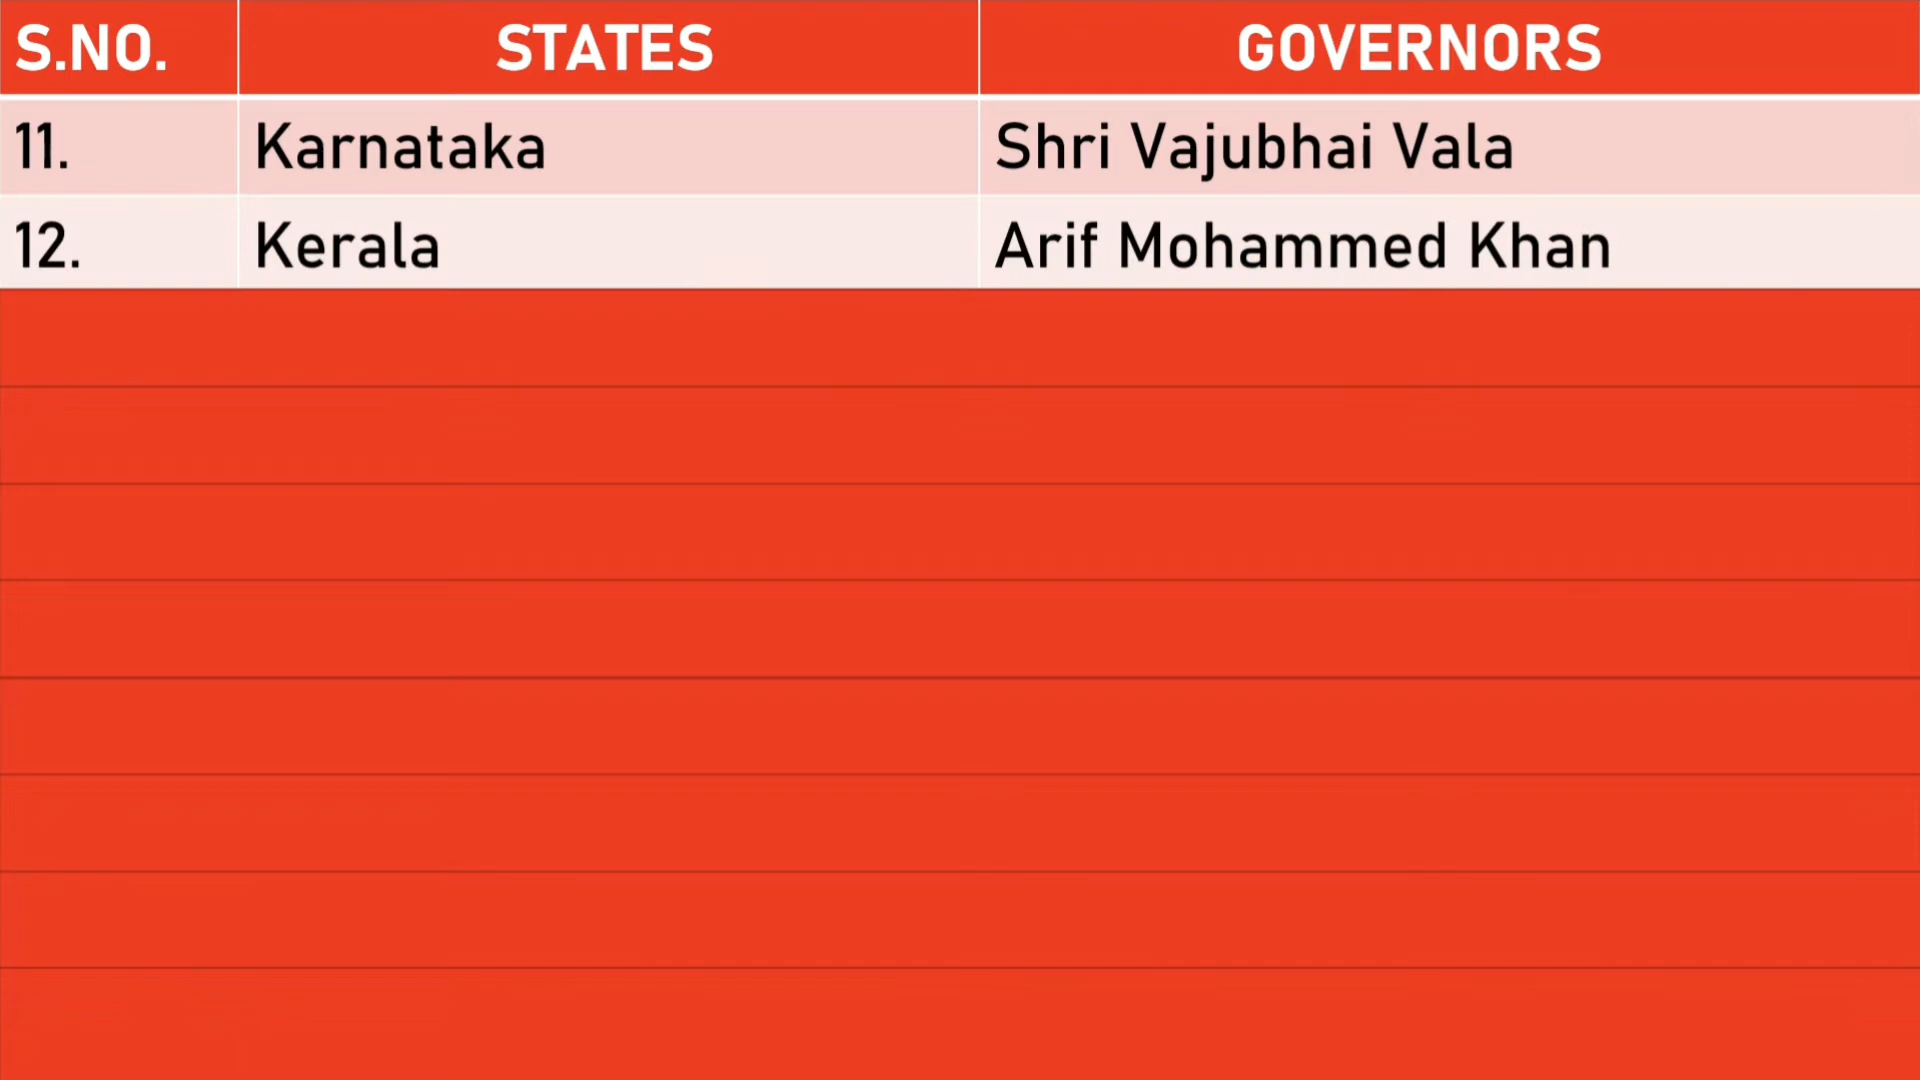 S.NO. STATES GOVERNORS
11. Karnataka Shri Vajubhai Vala
12. Kerala Arif Mohammed Khan